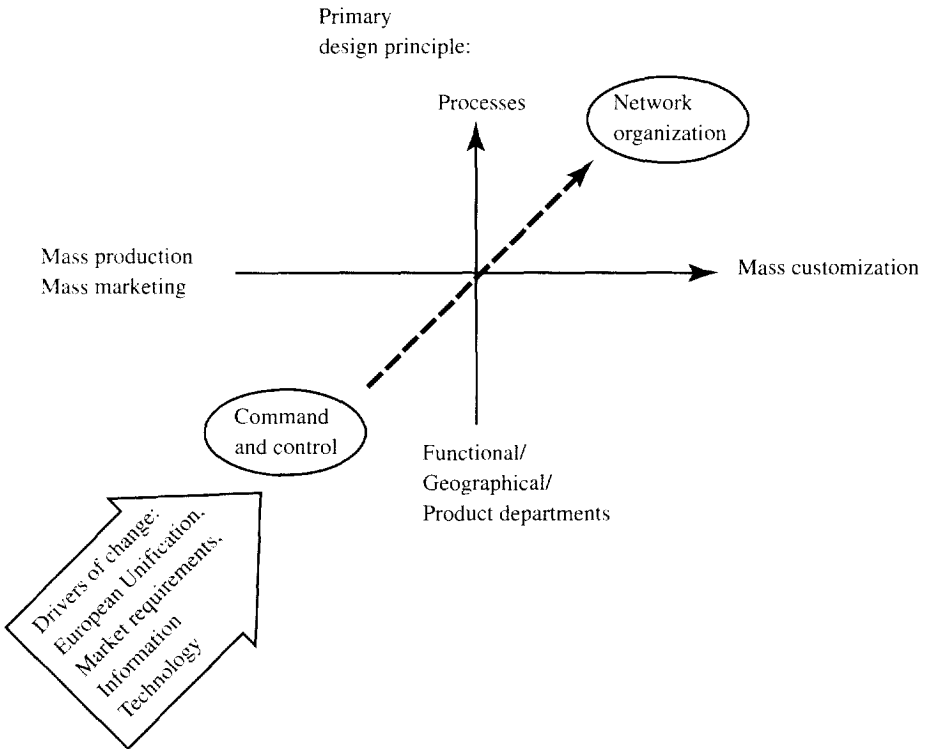 Primary
design principle:
Processes
Network
organization
Mass production
Mass marketing
Mass customization
Command
and control
Functional/
Geographical/
Product departments
Drivers of change:
European Unification,
Market requirements,
Information
Technology